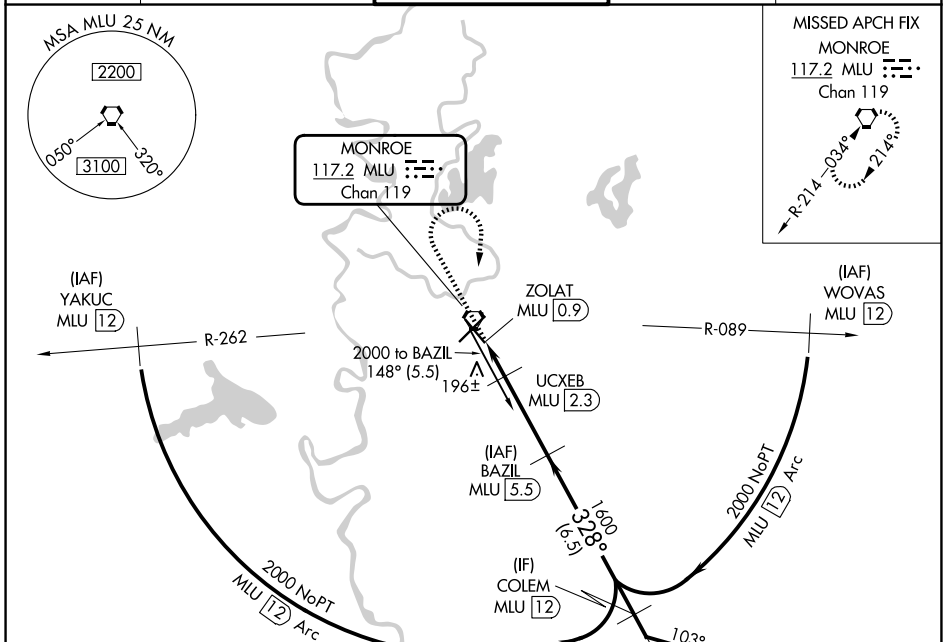 MSA MLU 25 NM
2200
050°
320°
3100
MISSED APCH FIX
MONROE
117.2 MLU
Chan 119
R-214
034°
214°
MONROE
117.2 MLU
Chan 119
(IAF)
YAKUC
MLU 12
R-262
ZOLAT
MLU 0.9
(IAF)
WOVAS
MLU 12
R-089
2000 to BAZIL
148° (5.5)
196±
UCXEB
MLU 2.3
(IAF)
BAZIL
MLU 5.5
1600
328°
(6.5)
2000 NoPT
MLU 12 Arc
(IF)
COLEM
MLU 12
2000 NoPT
MLU 12 Arc
103°